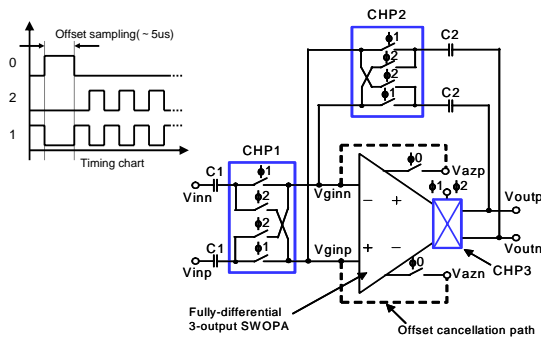 Offset sampling( ~ 5us)
0
2
1
Timing chart
CHP2
ϕ1
ϕ2
ϕ2
ϕ1
C2
C2
CHP1
C1
Vinn
ϕ1
ϕ2
ϕ2
ϕ1
C1
Vinp
Vginn
Vginp
ϕ0
Vazp
− +
+ −
ϕ1 ϕ2
Voutp
Voutn
ϕ0
Vazn
CHP3
Fully-differential
3-output SWOPA
Offset cancellation path